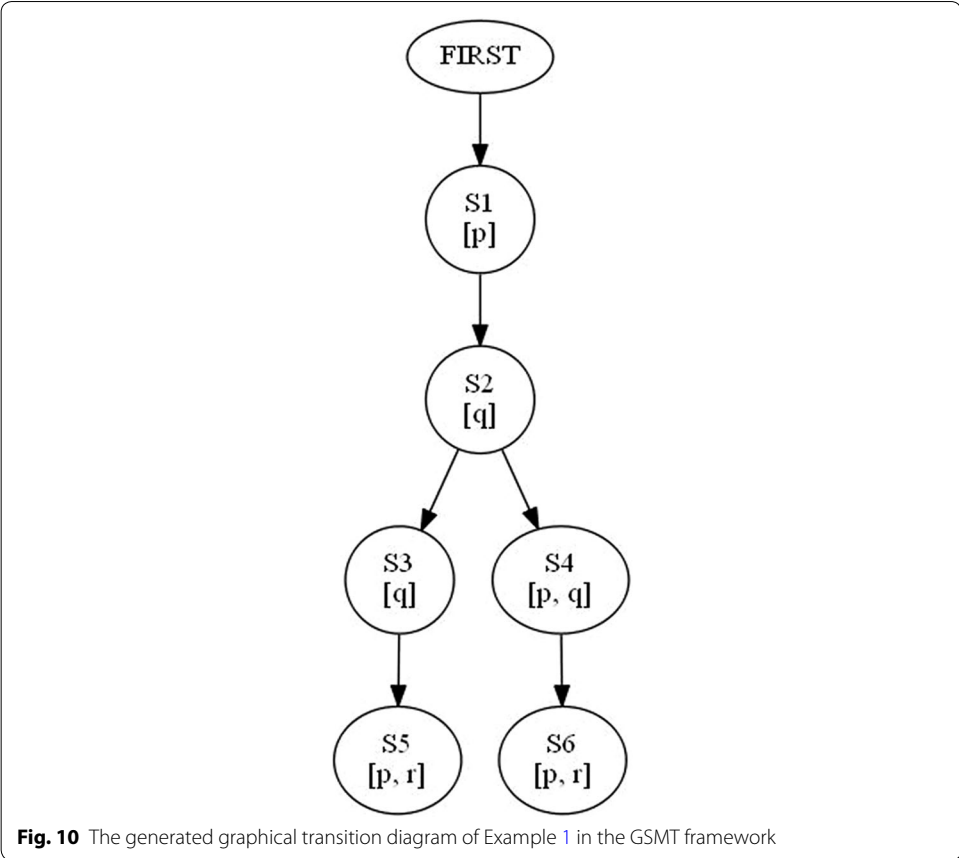 FIRST
S1
[p]
S2
[q]
S3
[q]
S4
[p, q]
S5
[p, r]
S6
[p, r]
Fig. 10 The generated graphical transition diagram of Example 1 in the GSMT framework